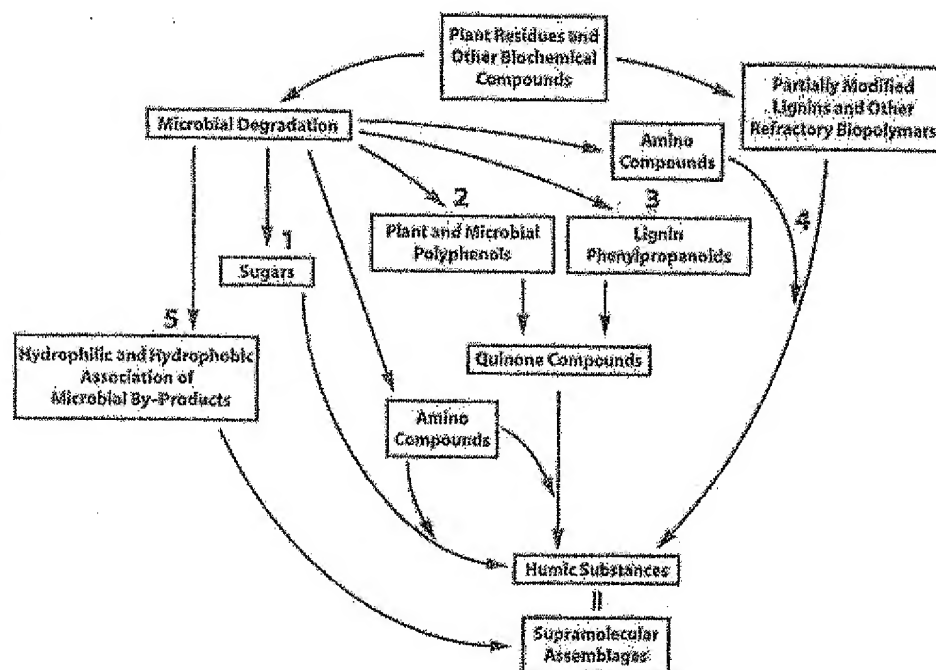 Plant Residues and
Other Biochemical
Compounds
Partially Modified
Lignins and Other
Refractory Biopolymars
Microbial Degradation
Amino
Compounds
2
3
4
Plant and Microbial
Polyphenols
Lignin
Phenylpropanoids
1
Sugars
5
Hydrophilic and Hydrophobic
Association of
Microbial By-Products
Quinone Compounds
Amino
Compounds
Humic Substances
=
Supramolecular
Assemblages